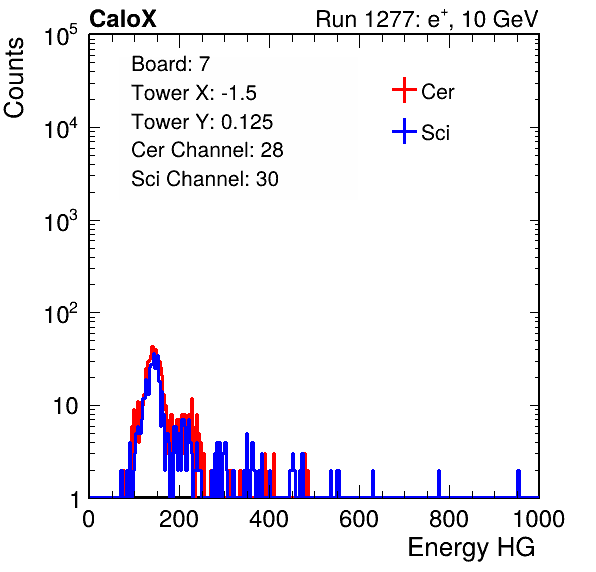 CaloX Run 1277: e⁺, 10 GeV
Counts
Board: 7
Tower X: -1.5
Tower Y: 0.125
Cer Channel: 28
Sci Channel: 30
Cer
Sci
10⁵
10⁴
10³
10²
10
1
0 200 400 600 800 1000
Energy HG